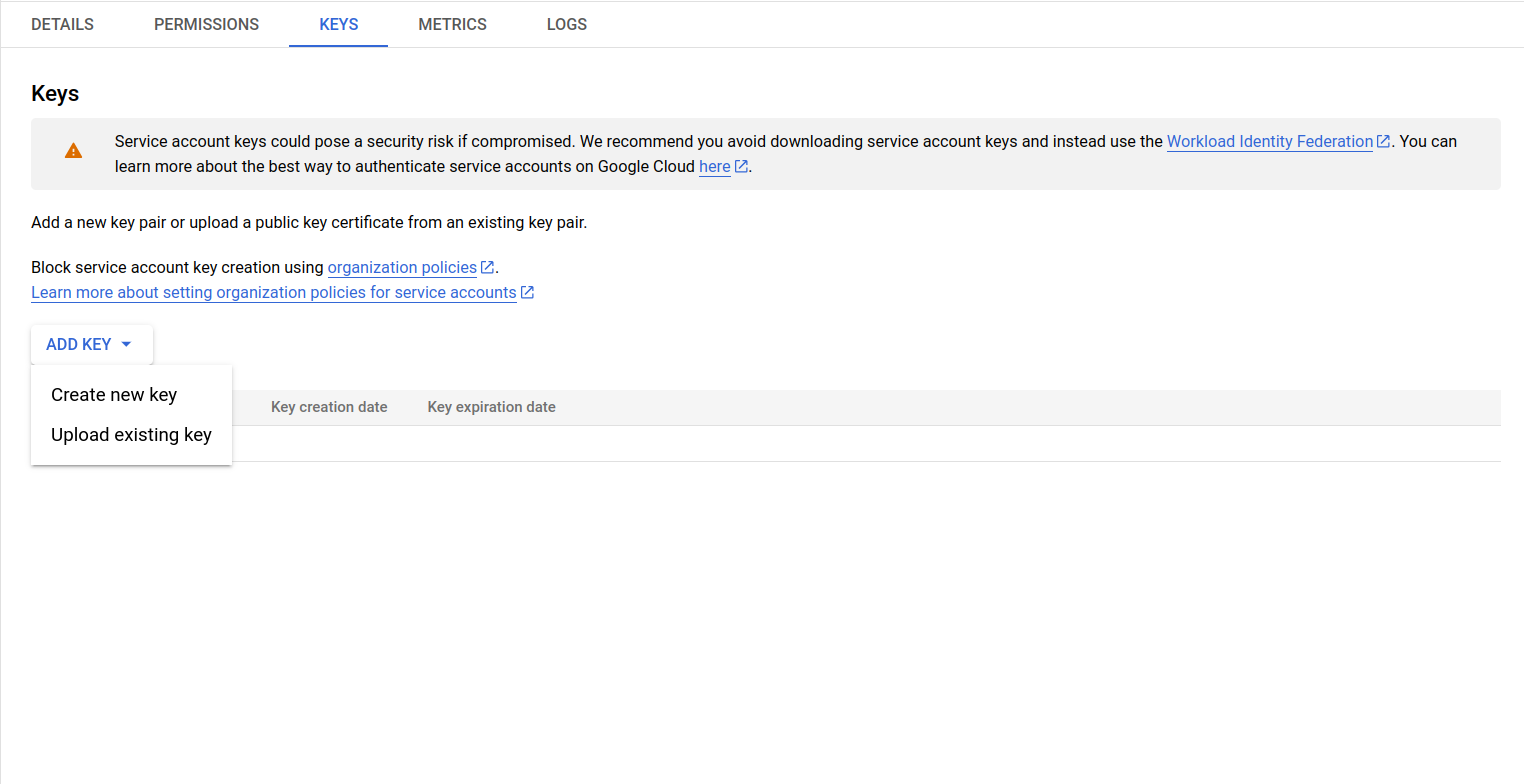 DETAILS PERMISSIONS KEYS METRICS LOGS
Keys
Service account keys could pose a security risk if compromised. We recommend you avoid downloading service account keys and instead use the Workload Identity Federation. You can
learn more about the best way to authenticate service accounts on Google Cloud here.
Add a new key pair or upload a public key certificate from an existing key pair.
Block service account key creation using organization policies.
Learn more about setting organization policies for service accounts
ADD KEY
Create new key
Upload existing key
Key creation date Key expiration date